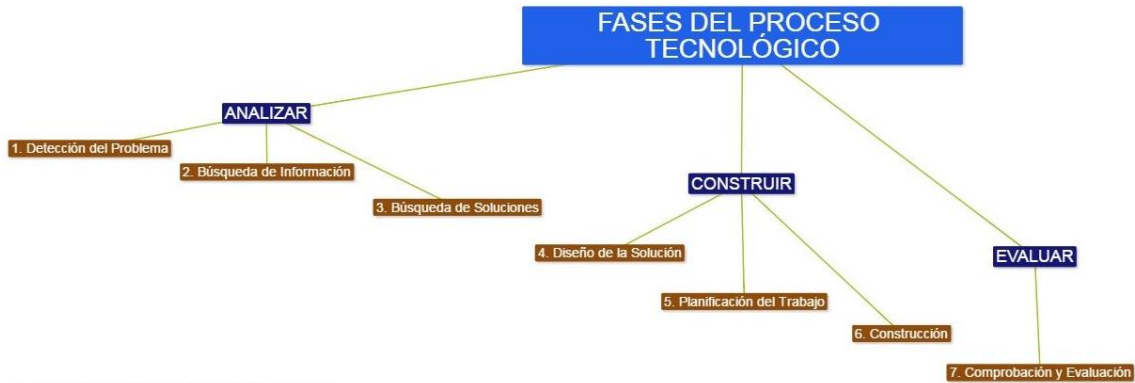 FASES DEL PROCESO
TECNOLÓGICO
ANALIZAR
1. Detección del Problema
2. Búsqueda de Información
3. Búsqueda de Soluciones
CONSTRUIR
4. Diseño de la Solución
5. Planificación del Trabajo
6. Construcción
EVALUAR
7. Comprobación y Evaluación